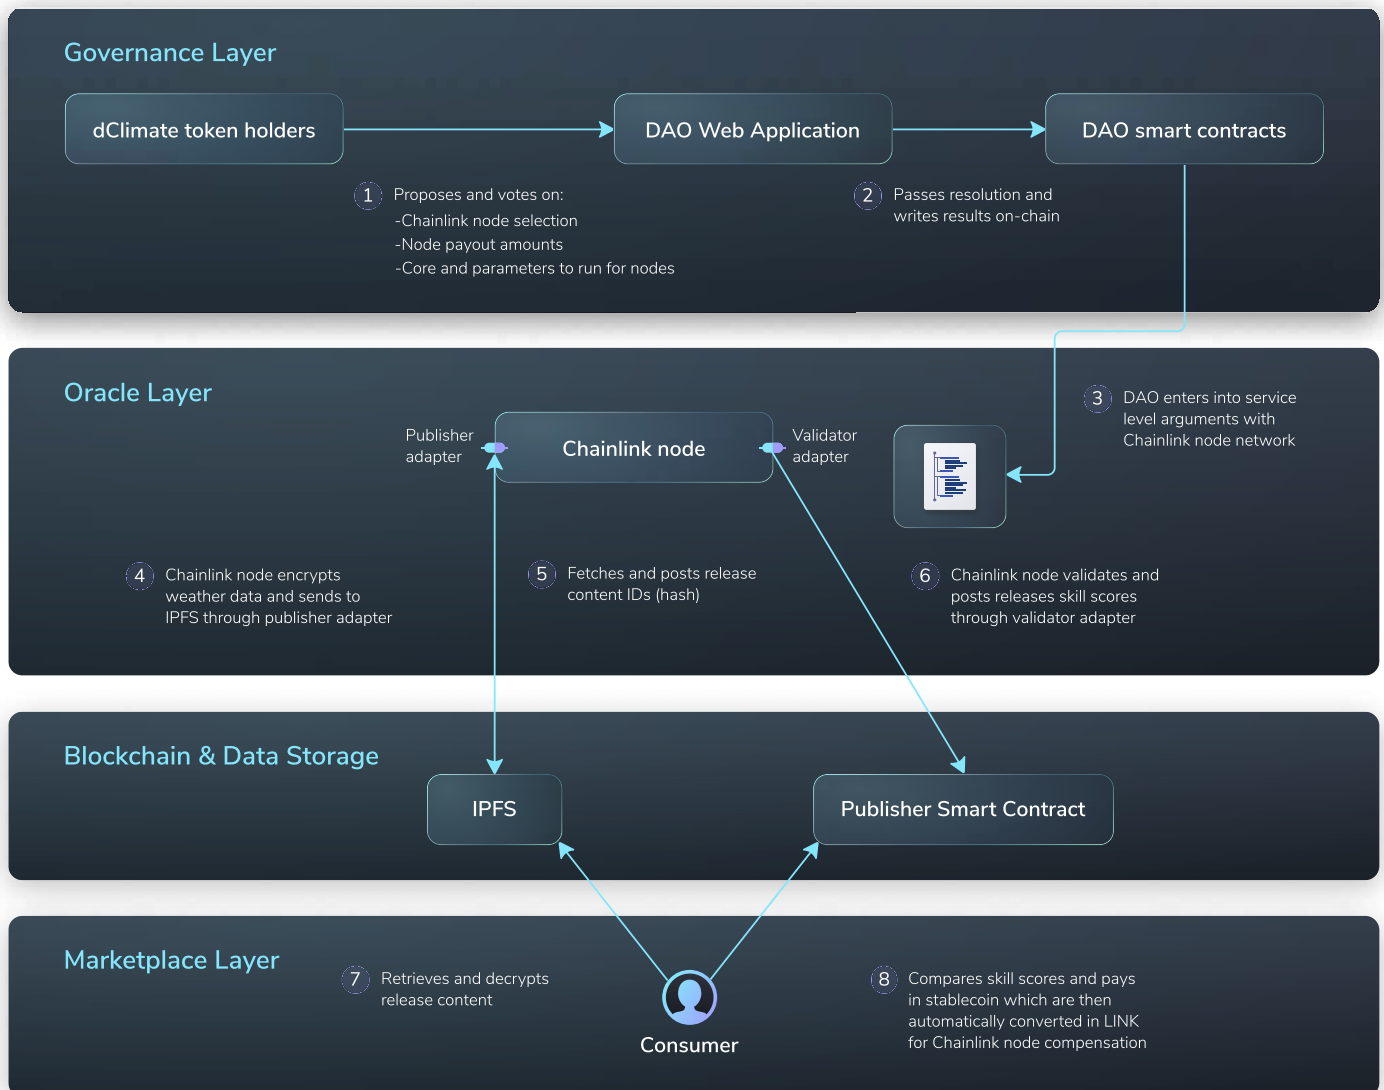 Governance Layer
dClimate token holders
DAO Web Application
DAO smart contracts
1
Proposes and votes on:
-Chainlink node selection
-Node payout amounts
-Core and parameters to run for nodes
2
Passes resolution and
writes results on-chain
Oracle Layer
Publisher
adapter
Chainlink node
Validator
adapter
3
DAO enters into service
level arguments with
Chainlink node network
4
Chainlink node encrypts
weather data and sends to
IPFS through publisher adapter
5
Fetches and posts release
content IDs (hash)
6
Chainlink node validates and
posts releases skill scores
through validator adapter
Blockchain & Data Storage
IPFS
Publisher Smart Contract
Marketplace Layer
7
Retrieves and decrypts
release content
Consumer
8
Compares skill scores and pays
in stablecoin which are then
automatically converted in LINK
for Chainlink node compensation